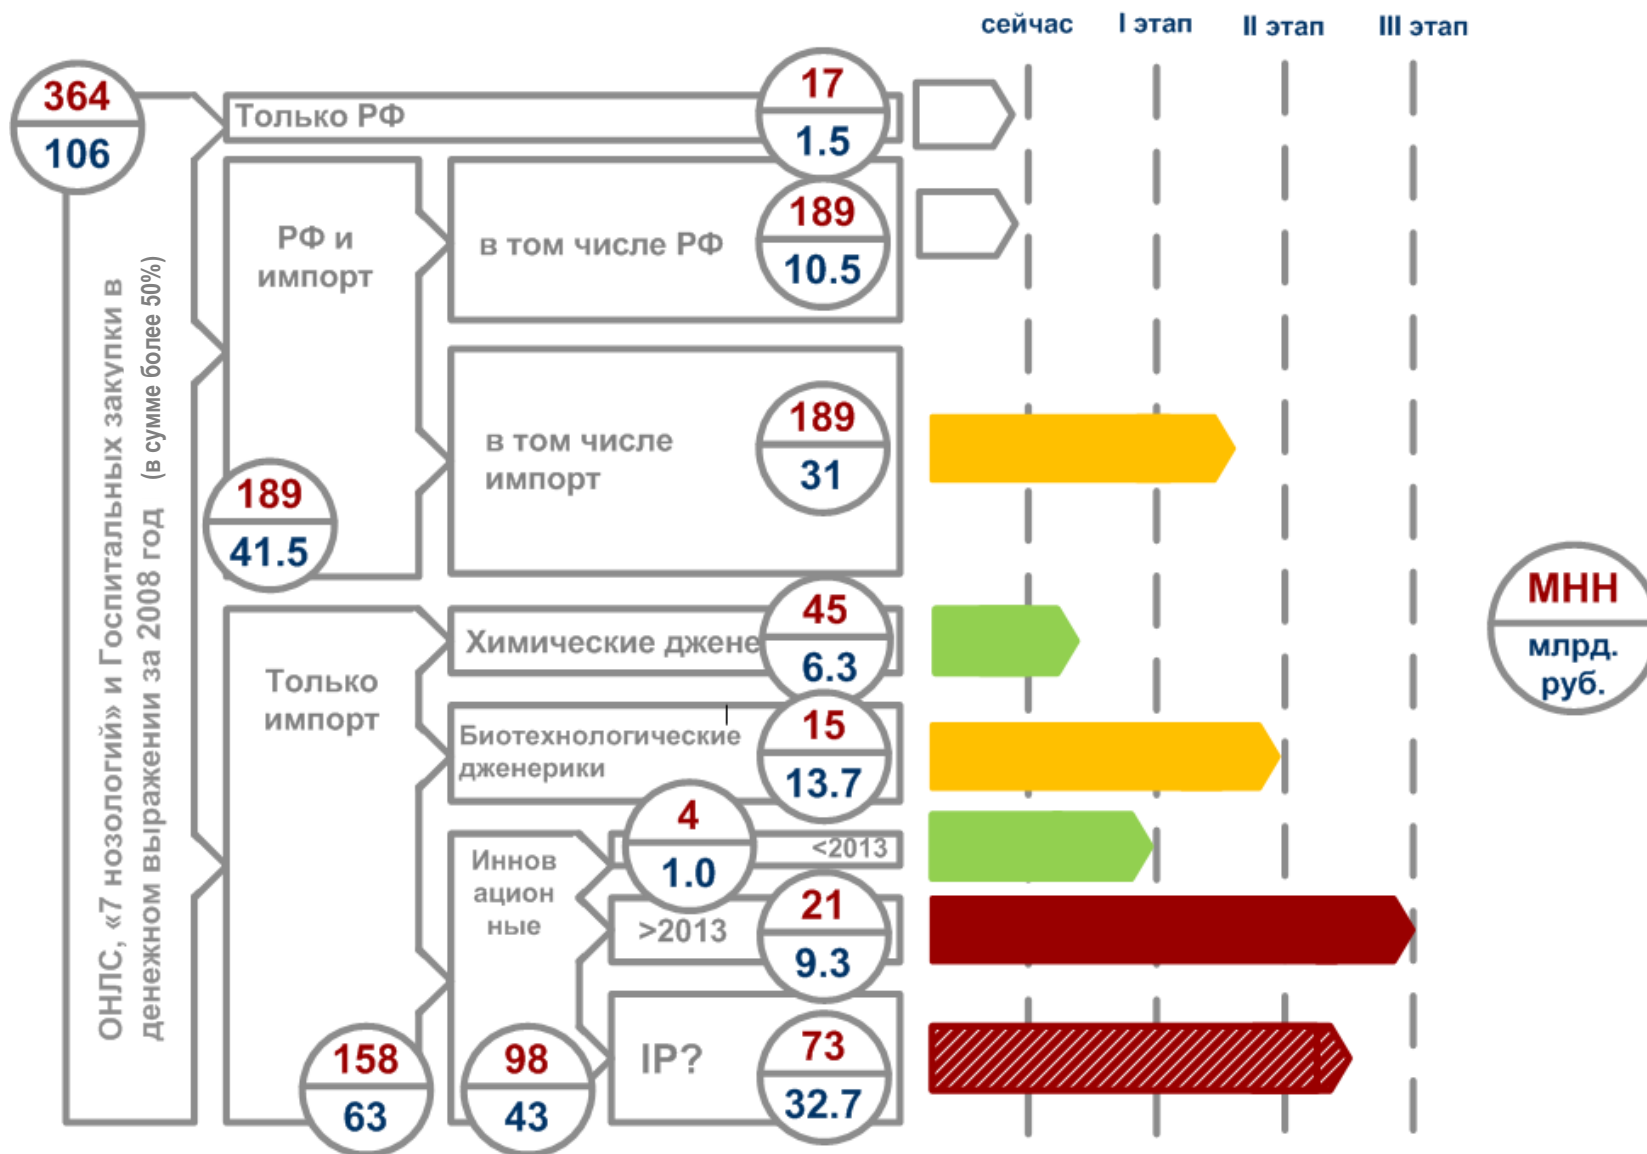 сейчас
I этап
II этап
III этап
364
106
Только РФ
17
1.5
РФ и
импорт
в том числе РФ
189
10.5
в том числе
импорт
189
31
189
41.5
ОНЛС, «7 нозологий» и Госпитальных закупки в
денежном выражении за 2008 год (в сумме более 50%)
Только
импорт
Химические джене
45
6.3
Биотехнологические
дженерики
15
13.7
Иннов
ацион
ные
4
1.0
<2013
>2013
21
9.3
IP?
73
32.7
158
63
98
43
МНН
млрд.
руб.